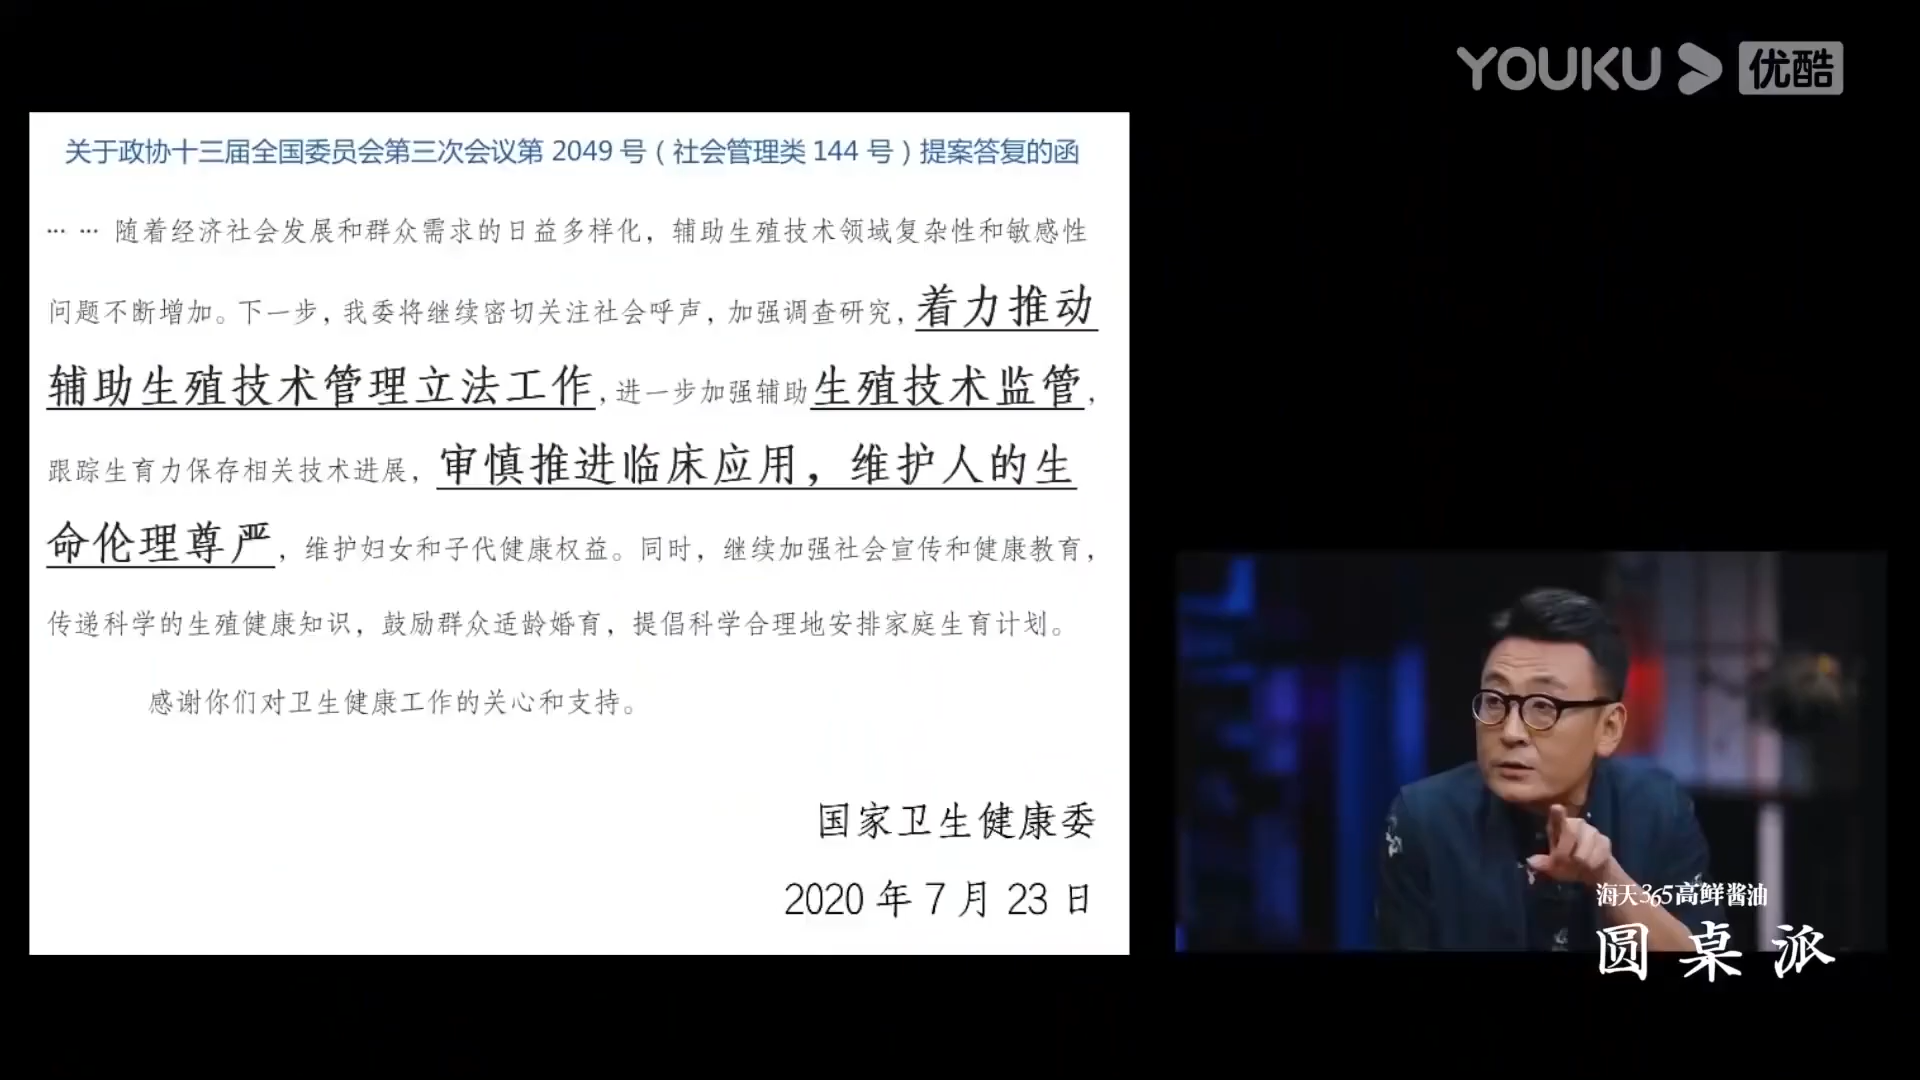 YOUKU 优酷
关于政协十三届全国委员会第三次会议第 2049 号（社会管理类 144 号）提案答复的函
… … 随着经济社会发展和群众需求的日益多样化，辅助生殖技术领域复杂性和敏感性
问题不断增加。下一步，我委将继续密切关注社会呼声，加强调查研究，着力推动
辅助生殖技术管理立法工作，进一步加强辅助生殖技术监管，
跟踪生育力保存相关技术进展，审慎推进临床应用，维护人的生
命伦理尊严，维护妇女和子代健康权益。同时，继续加强社会宣传和健康教育，
传递科学的生殖健康知识，鼓励群众适龄婚育，提倡科学合理地安排家庭生育计划。
感谢你们对卫生健康工作的关心和支持。
国家卫生健康委
2020 年 7 月 23 日
海天365高鲜酱油
圆桌派